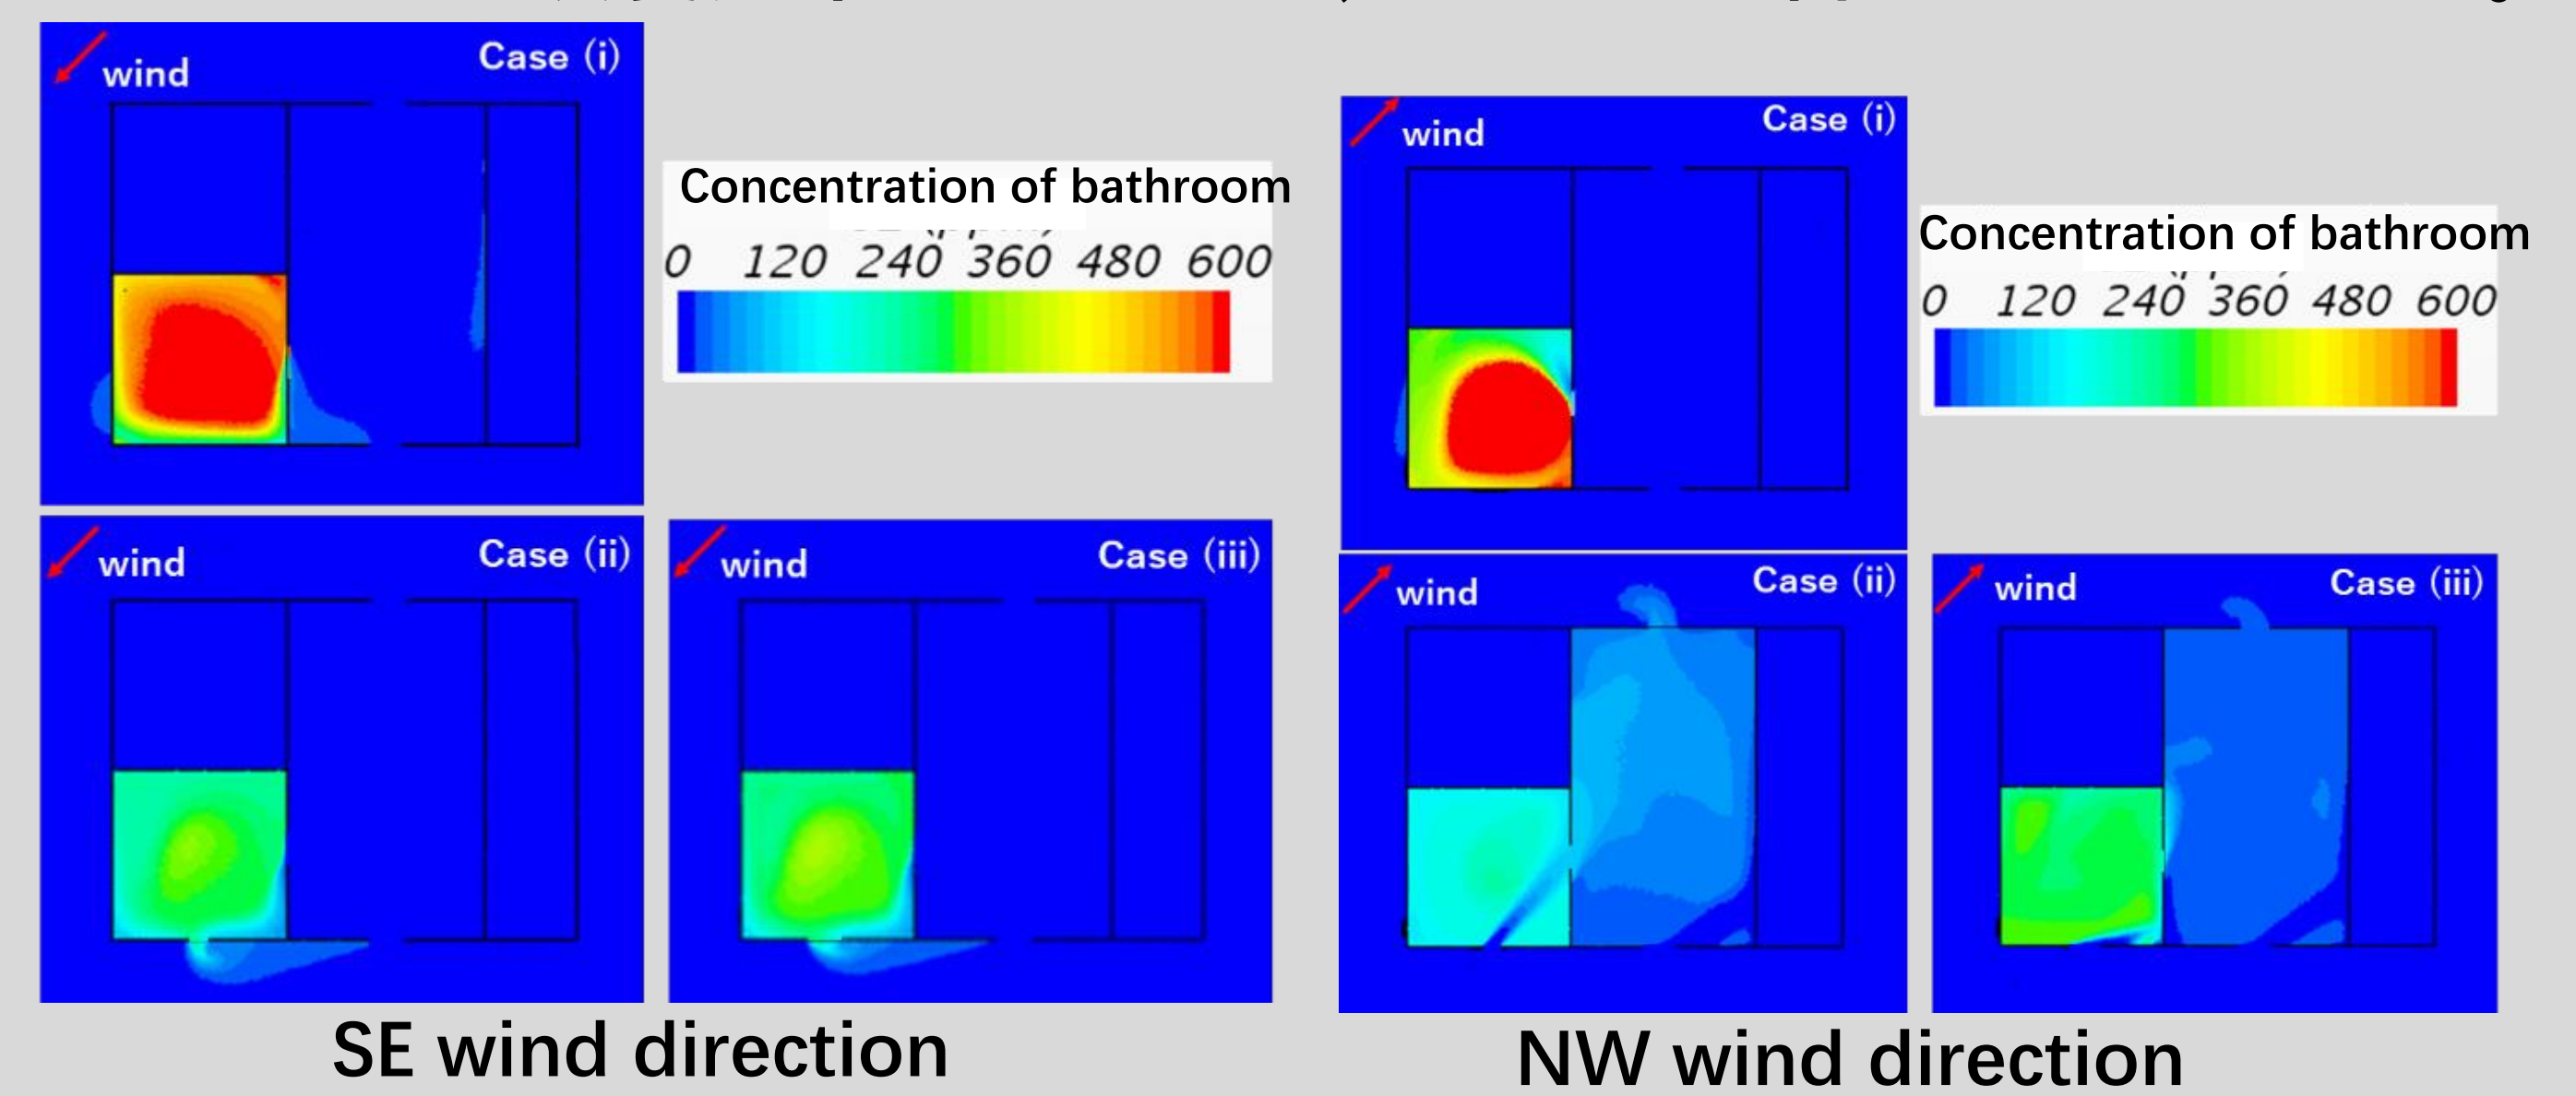 wind
Case (i)
Concentration of bathroom
0 120 240 360 480 600
wind
Case (ii)
wind
Case (iii)
SE wind direction
wind
Case (i)
Concentration of bathroom
0 120 240 360 480 600
wind
Case (ii)
wind
Case (iii)
NW wind direction